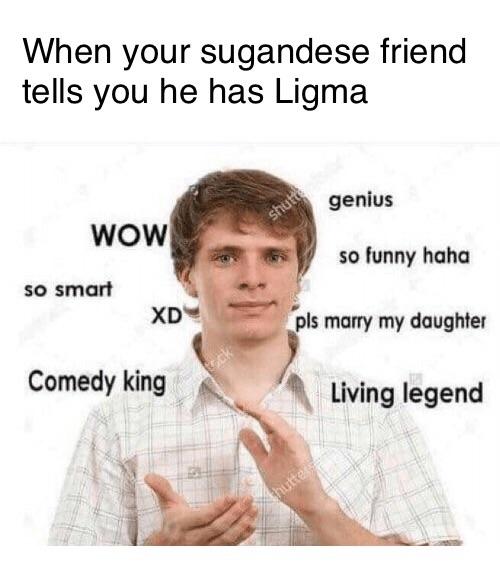 When your sugandese friend
tells you he has Ligma
genius
WOW
so funny haha
so smart
XD
pls marry my daughter
Comedy king
Living legend